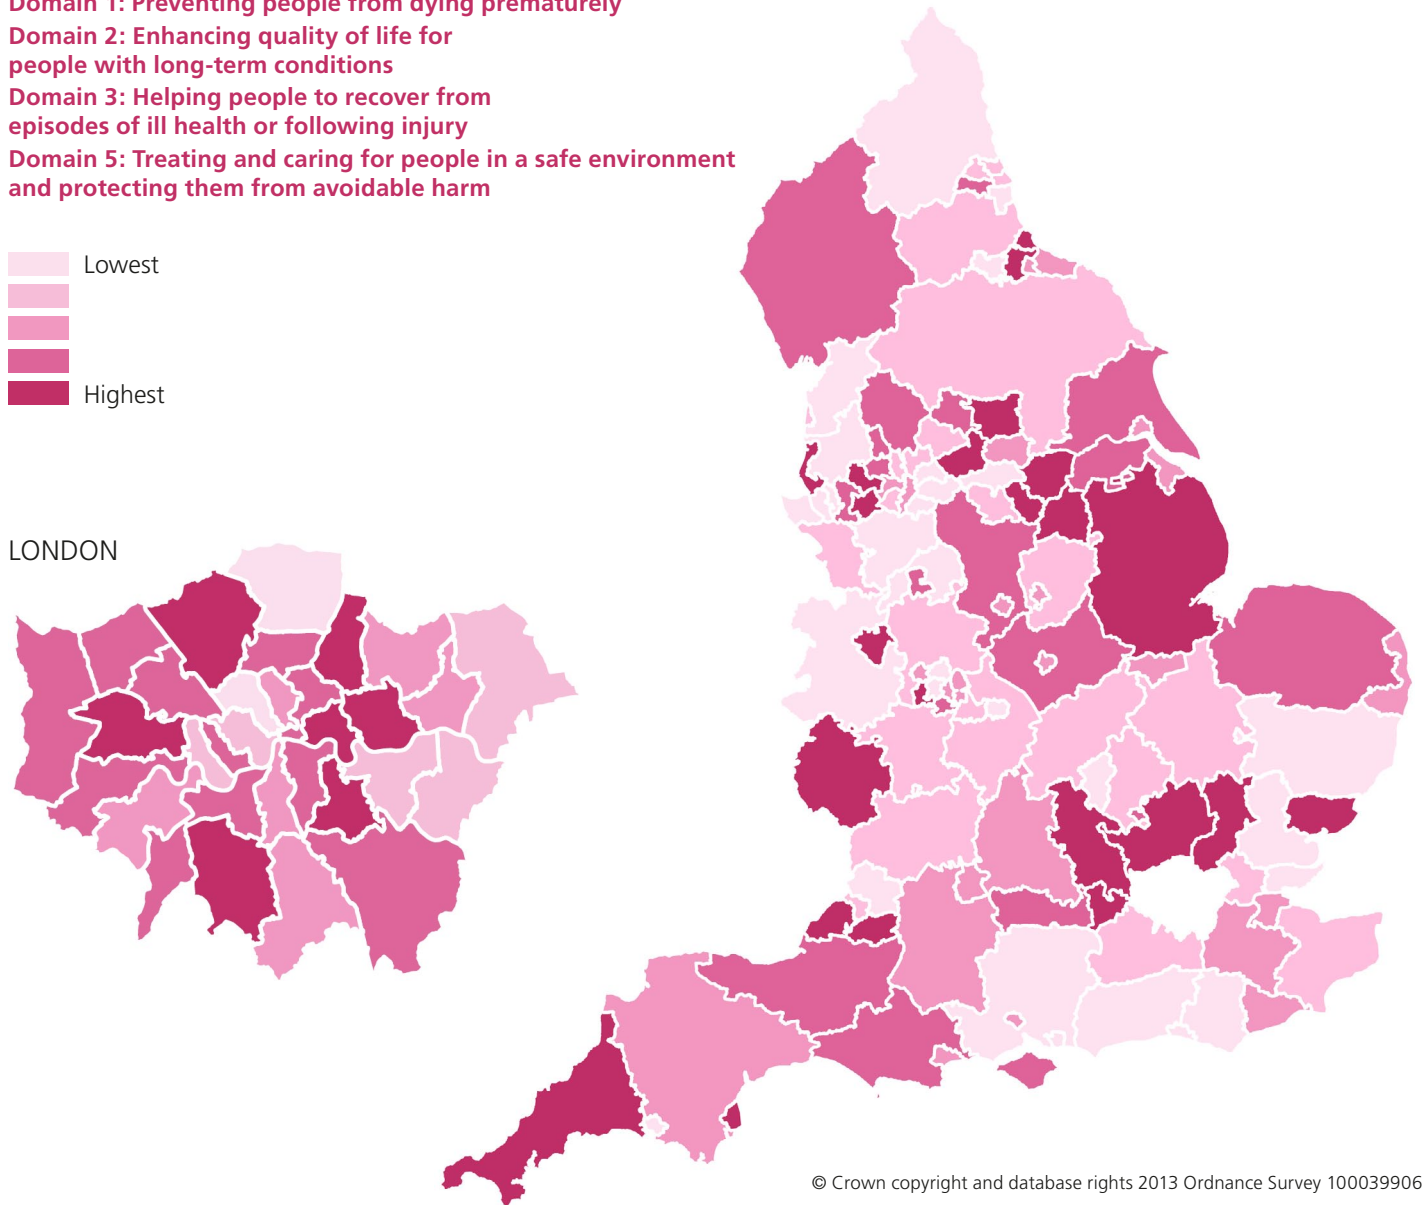 Domain 1: Preventing people from dying prematurely
Domain 2: Enhancing quality of life for
people with long-term conditions
Domain 3: Helping people to recover from
episodes of ill health or following injury
Domain 5: Treating and caring for people in a safe environment
and protecting them from avoidable harm
Lowest
Highest
LONDON
© Crown copyright and database rights 2013 Ordnance Survey 100039906